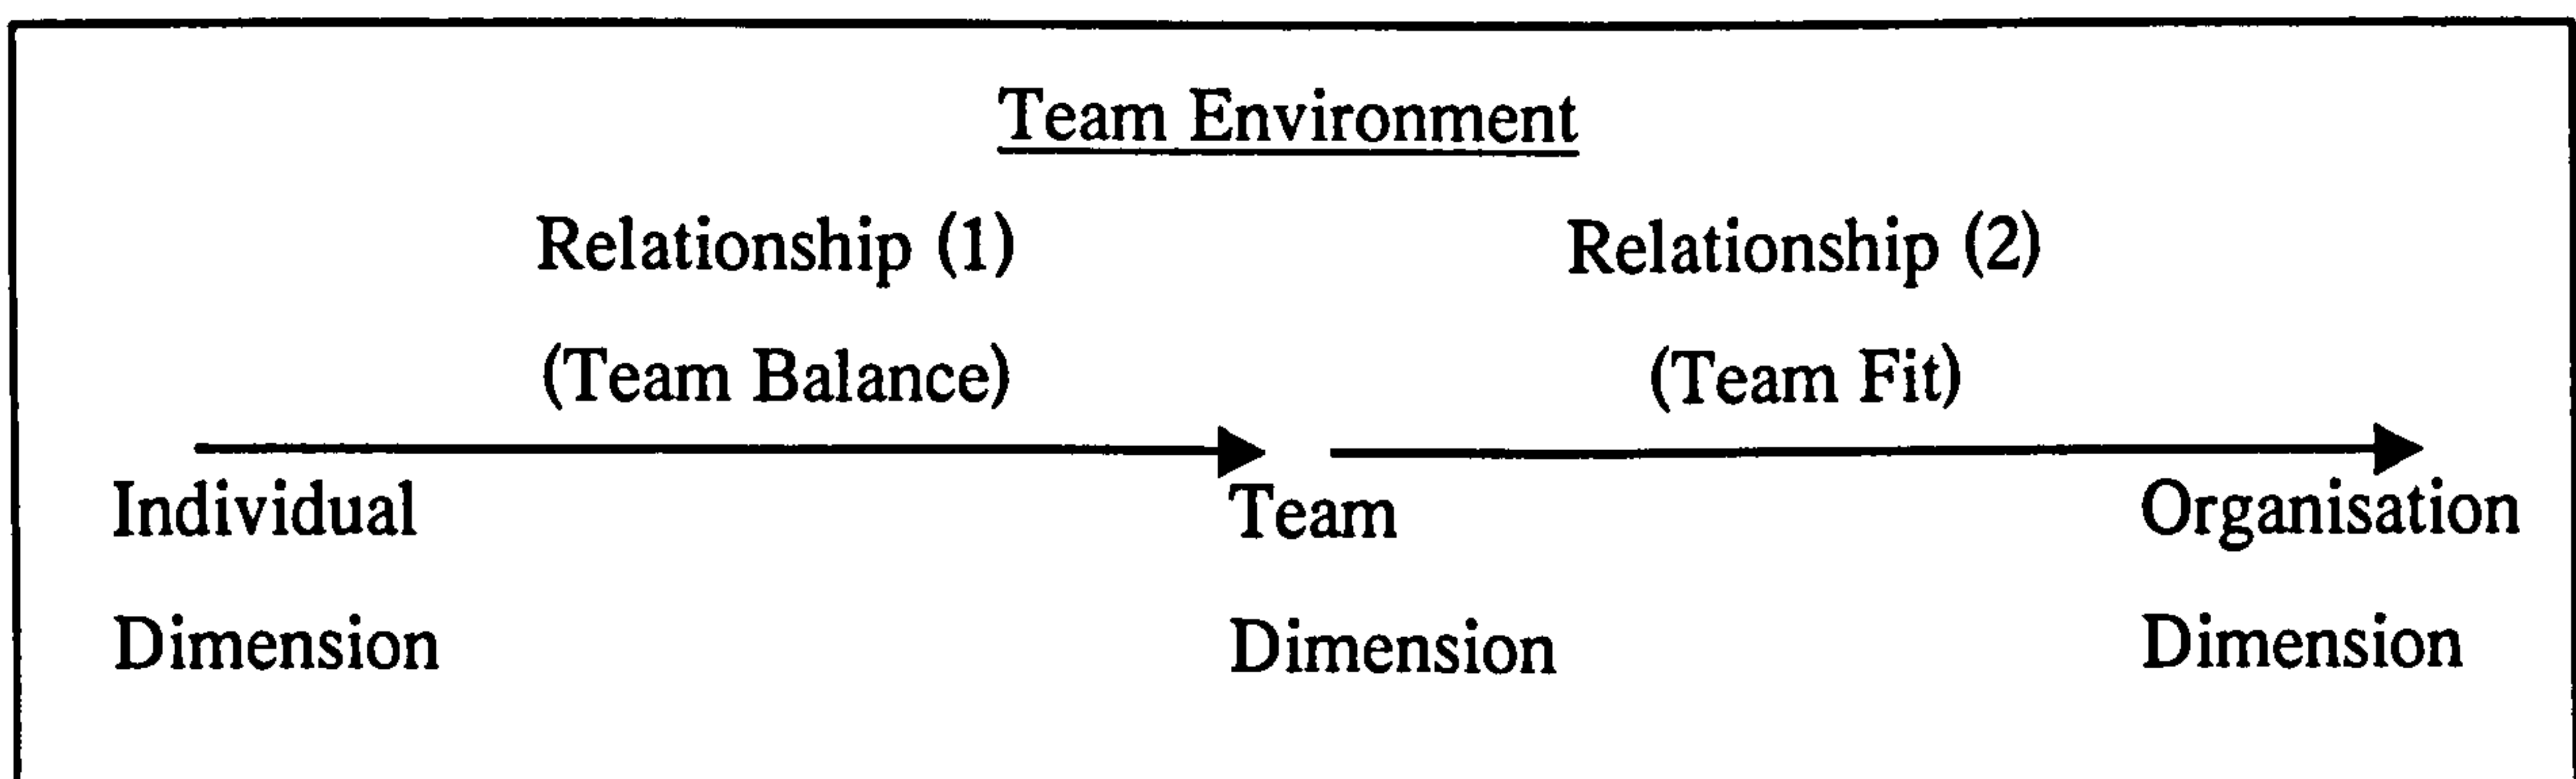 Team Environment
Relationship (1) Relationship (2)
(Team Balance) (Team Fit)
Individual Team Organisation
Dimension Dimension Dimension